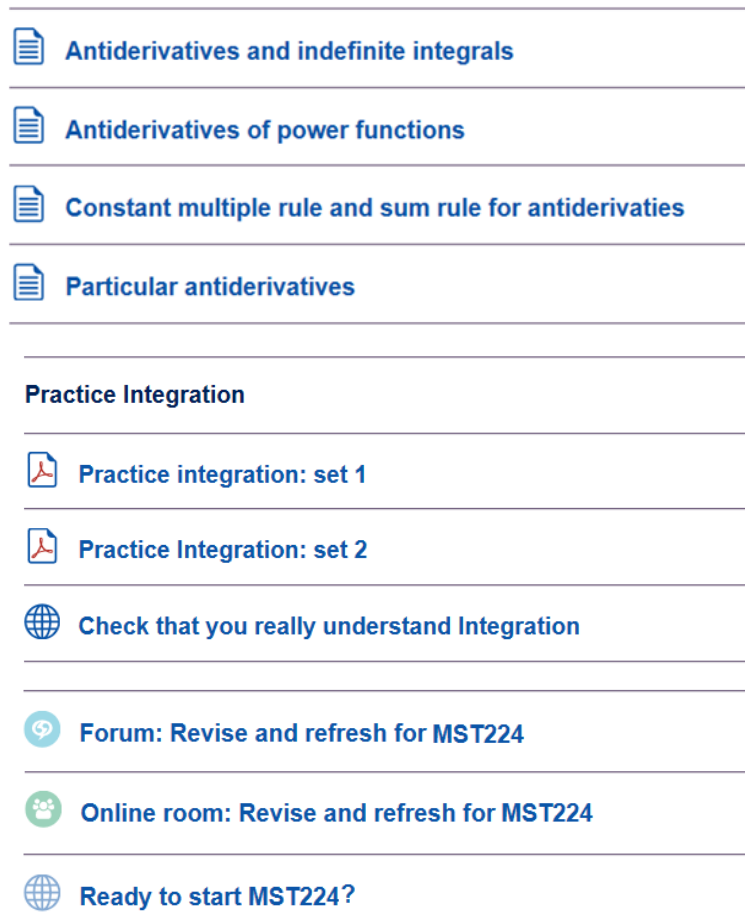 Antiderivatives and indefinite integrals
Antiderivatives of power functions
Constant multiple rule and sum rule for antiderivaties
Particular antiderivatives
Practice Integration
Practice integration: set 1
Practice Integration: set 2
Check that you really understand Integration
Forum: Revise and refresh for MST224
Online room: Revise and refresh for MST224
Ready to start MST224?